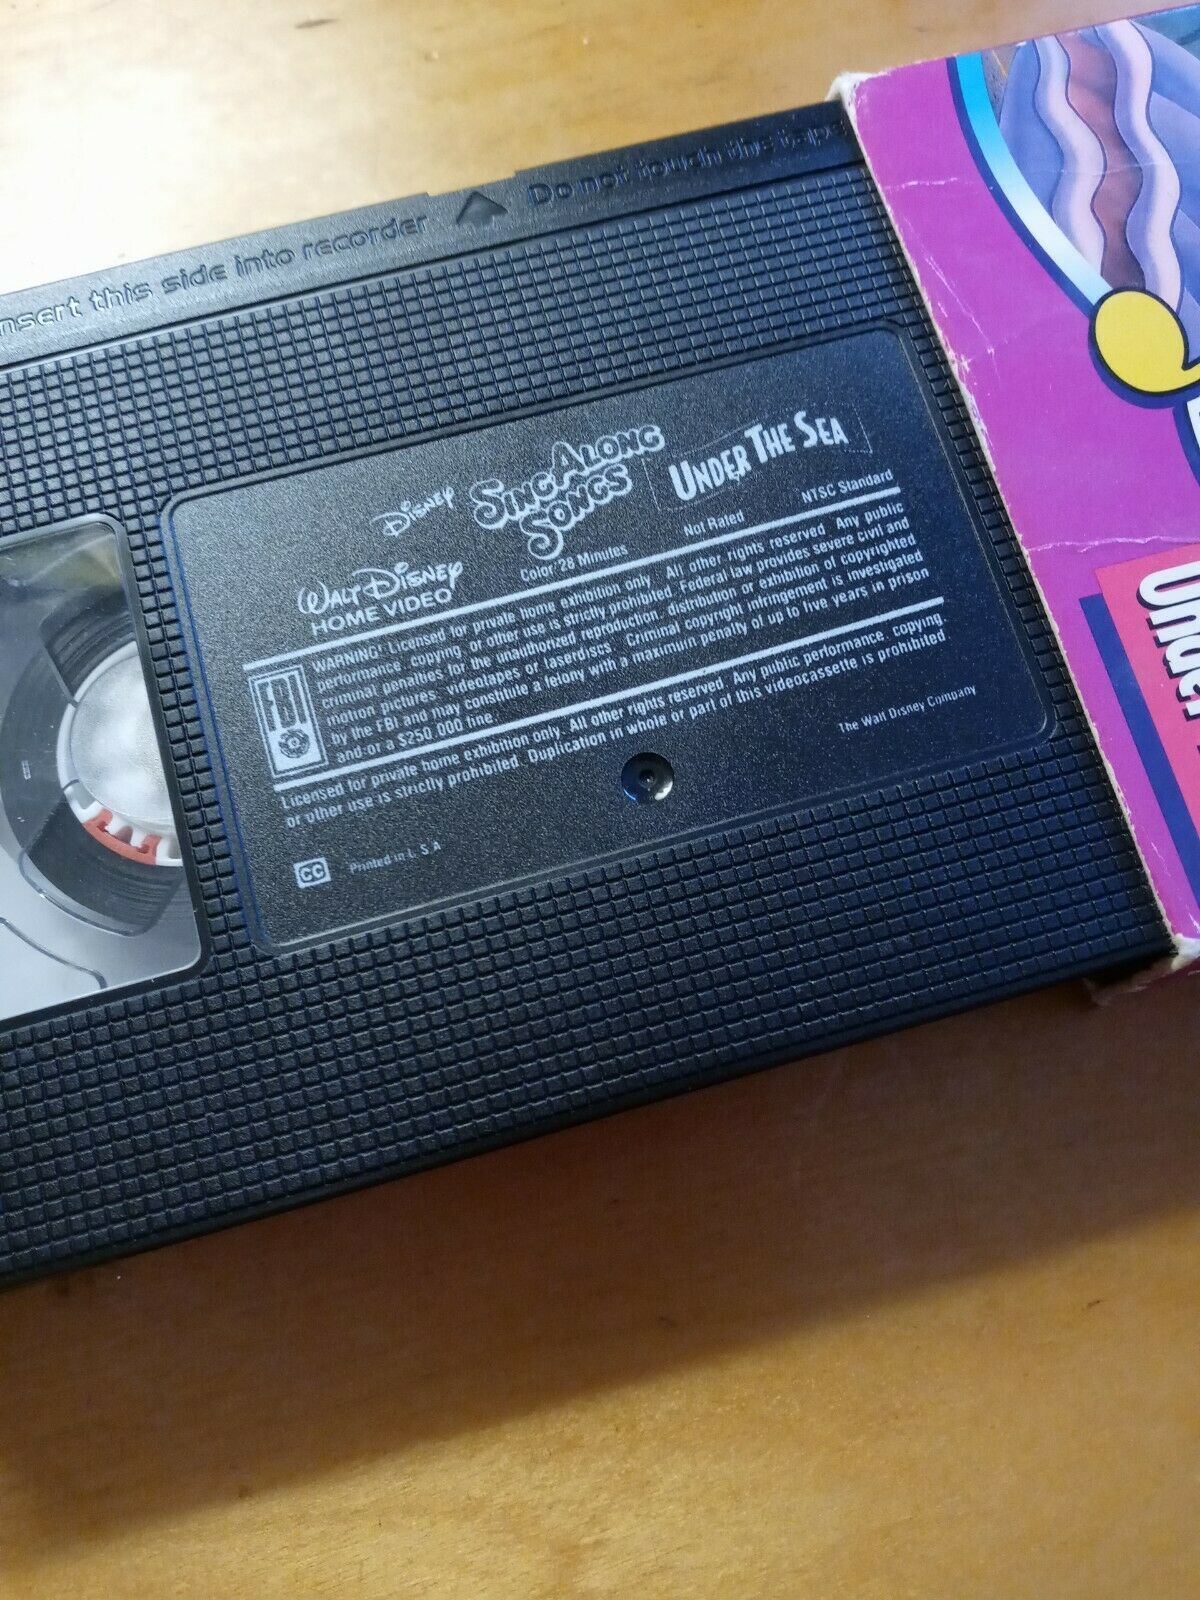 nsert this side into recorder Do not touch the tape
DISNEY SING ALONG SONGS UNDER THE SEA
WALT DISNEY
HOME VIDEO
Color/28 Minutes Not Rated NTSC Standard
FBI
WARNING! Licensed for private home exhibition only. All other rights reserved. Any public
performance, copying or other use is strictly prohibited. Federal law provides severe civil and
criminal penalties for the unauthorized reproduction, distribution or exhibition of copyrighted
motion pictures, videotapes or laserdiscs. Criminal copyright infringement is investigated
by the FBI and may constitute a felony with a maximum penalty of up to five years in prison
and/or a $250,000 fine.
Licensed for private home exhibition only. All other rights reserved. Any public performance, copying
or other use is strictly prohibited. Duplication in whole or part of this videocassette is prohibited.
The Walt Disney Company
CC Printed in U.S.A.
Under